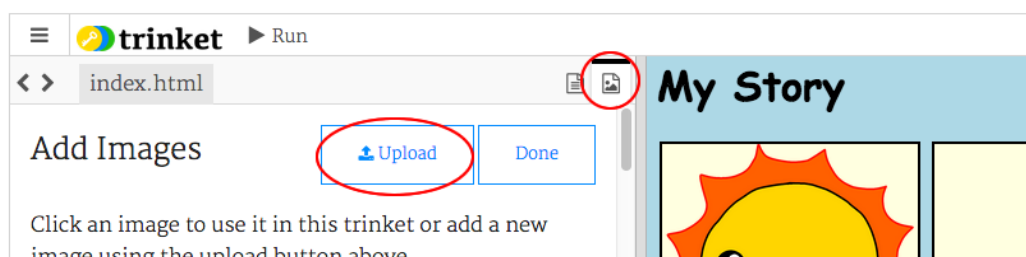 trinket Run
index.html
My Story
Add Images
Upload Done
Click an image to use it in this trinket or add a new
image using the upload button above